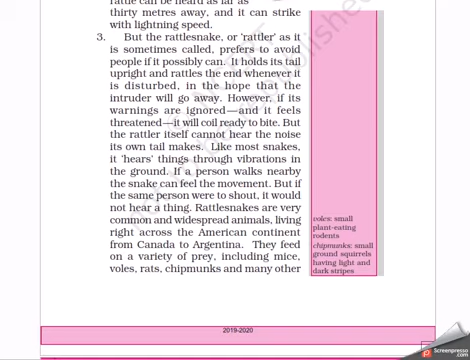 rattle can be heard as far as
thirty metres away, and it can strike
with lightning speed.
3. But the rattlesnake, or 'rattler' as it
is sometimes called, prefers to avoid
people if it possibly can. It holds its tail
upright and rattles the end whenever it
is disturbed, in the hope that the
intruder will go away. However, if its
warnings are ignored—and it feels
threatened—it will coil ready to bite. But
the rattler itself cannot hear the noise
its own tail makes. Like most snakes,
it 'hears' things through vibrations in
the ground. If a person walks nearby
the snake can feel the movement. But if
the same person were to shout, it would
not hear a thing. Rattlesnakes are very
common and widespread animals, living
right across the American continent
from Canada to Argentina. They feed
on a variety of prey, including mice,
voles, rats, chipmunks and many other
voles: small
plant-eating
rodents
chipmunks: small
ground squirrels
having light and
dark stripes
2019-2020
Screenpresso